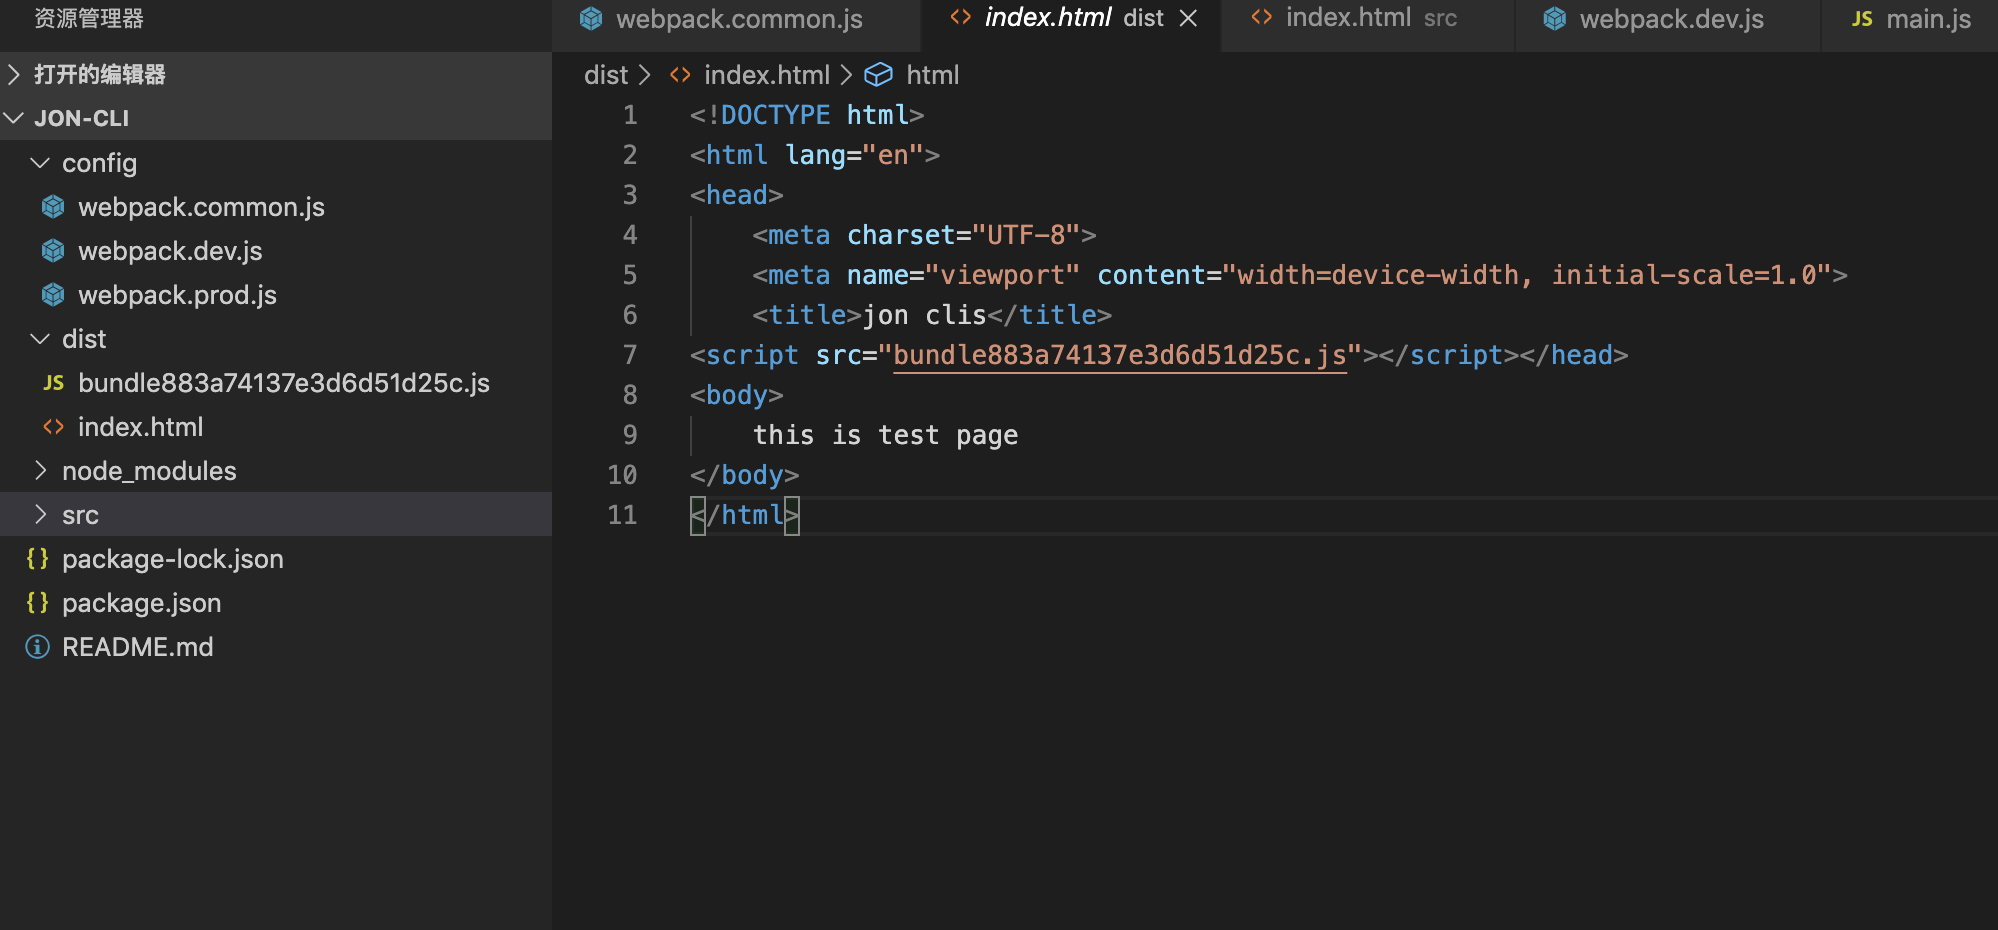 资源管理器
打开的编辑器
JON-CLI
config
webpack.common.js
webpack.dev.js
webpack.prod.js
dist
JS bundle883a74137e3d6d51d25c.js
<> index.html
node_modules
src
{} package-lock.json
{} package.json
README.md
webpack.common.js <> index.html dist <> index.html src webpack.dev.js JS main.js
dist > <> index.html > html
1 <!DOCTYPE html>
2 <html lang="en">
3 <head>
4     <meta charset="UTF-8">
5     <meta name="viewport" content="width=device-width, initial-scale=1.0">
6     <title>jon clis</title>
7 <script src="bundle883a74137e3d6d51d25c.js"></script></head>
8 <body>
9     this is test page
10 </body>
11 </html>